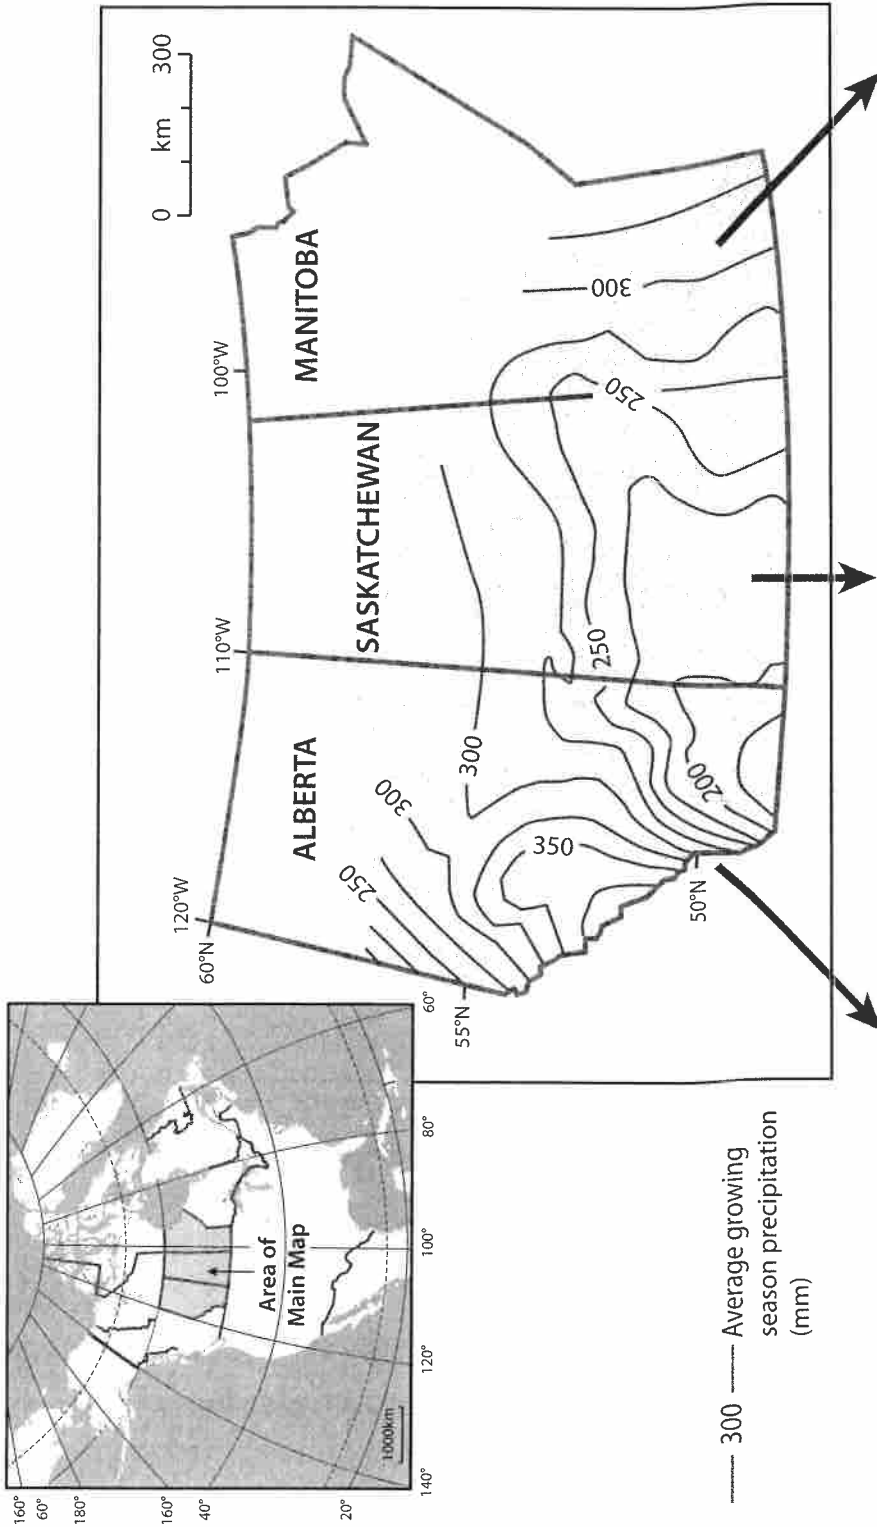 160°
60°
180°
160°
40°
20°
140°
120°
100°
80°
60°
1000km
Area of
Main Map
0 km 300
120°W
110°W
100°W
60°N
55°N
50°N
ALBERTA
SASKATCHEWAN
MANITOBA
250
300
300
350
200
250
250
300
300 Average growing
season precipitation
(mm)